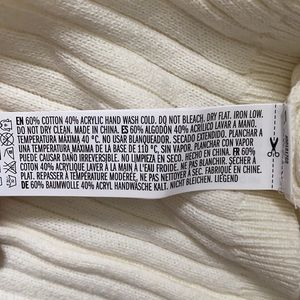 EN 60% COTTON 40% ACRYLIC HAND WASH COLD. DO NOT BLEACH. DRY FLAT. IRON LOW.
DO NOT DRY CLEAN. MADE IN CHINA. ES 60% ALGODÓN 40% ACRÍLICO LAVAR A MANO.
TEMPERATURA MÁXIMA 40 ºC. NO USAR BLANQUEADOR. SECADO EXTENDIDO. PLANCHAR A
UNA TEMPERATURA MÁXIMA DE LA BASE DE 110 ºC, SIN VAPOR. PLANCHAR CON VAPOR
PUEDE CAUSAR DAÑO IRREVERSIBLE. NO LIMPIEZA EN SECO. HECHO EN CHINA. FR 60%
COTON 40% ACRYLIQUE LAVER À LA MAIN À L'EAU FROIDE. NE PAS BLANCHIR. SÉCHER À
PLAT. REPASSER À TEMPÉRATURE MODÉRÉE, NE PAS NETTOYER À SEC. FABRIQUÉ EN CHINE.
DE 60% BAUMWOLLE 40% ACRYL HANDWÄSCHE KALT. NICHT BLEICHEN. LIEGEND